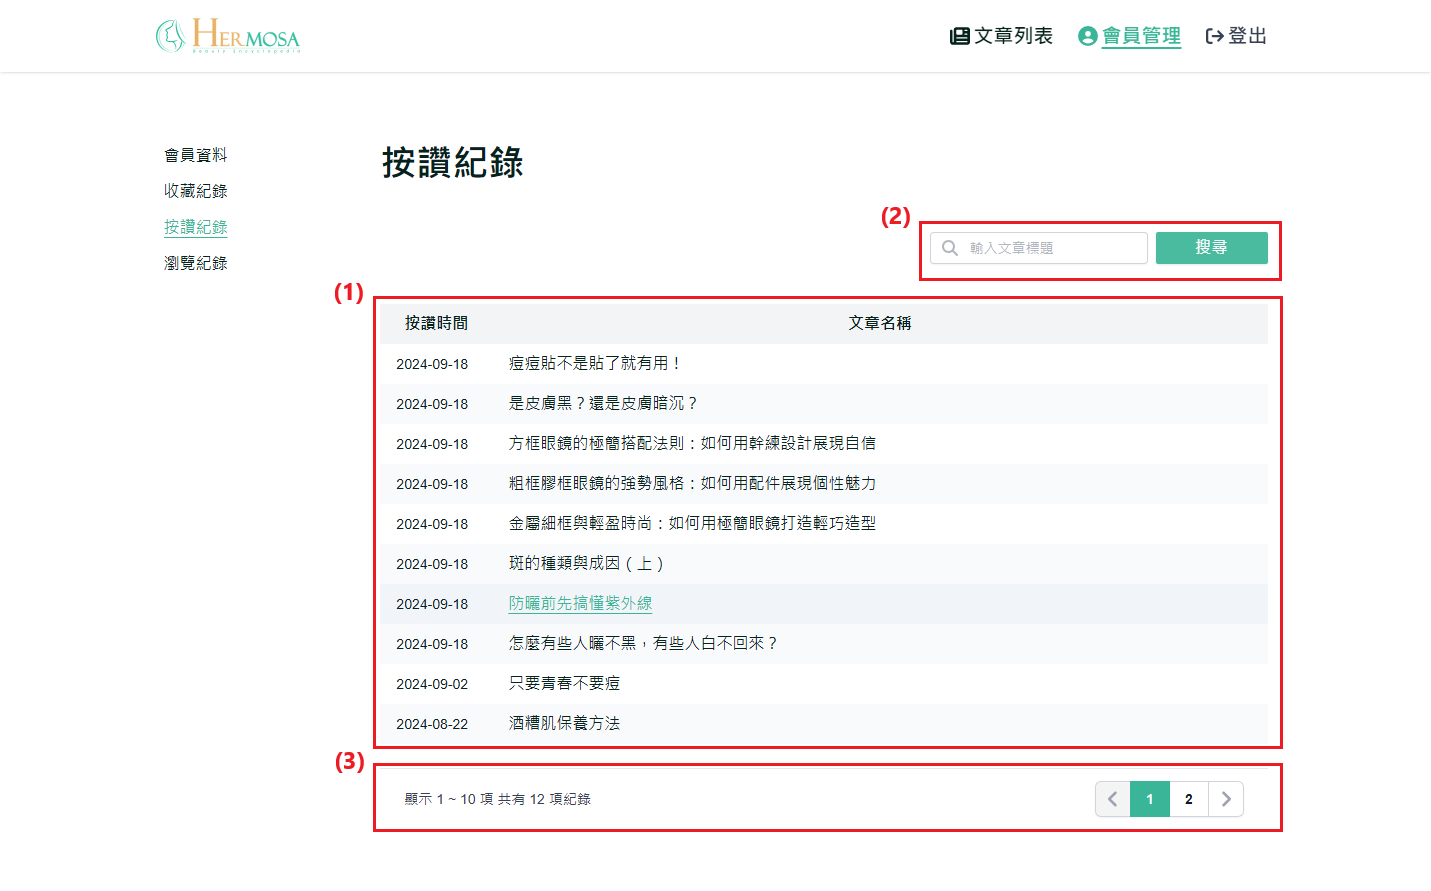 HERMOSA
Beauty Encyclopedia
文章列表
會員管理
登出
會員資料
收藏紀錄
按讚紀錄
瀏覽紀錄
按讚紀錄
(2)
輸入文章標題
搜尋
(1)
按讚時間 文章名稱
2024-09-18 痘痘貼不是貼了就有用！
2024-09-18 是皮膚黑？還是皮膚暗沉？
2024-09-18 方框眼鏡的極簡搭配法則：如何用幹練設計展現自信
2024-09-18 粗框膠框眼鏡的強勢風格：如何用配件展現個性魅力
2024-09-18 金屬細框與輕盈時尚：如何用極簡眼鏡打造輕巧造型
2024-09-18 斑的種類與成因（上）
2024-09-18 防曬前先搞懂紫外線
2024-09-18 怎麼有些人曬不黑，有些人白不回來？
2024-09-02 只要青春不要痘
2024-08-22 酒糟肌保養方法
(3)
顯示 1 ~ 10 項 共有 12 項紀錄
1 2